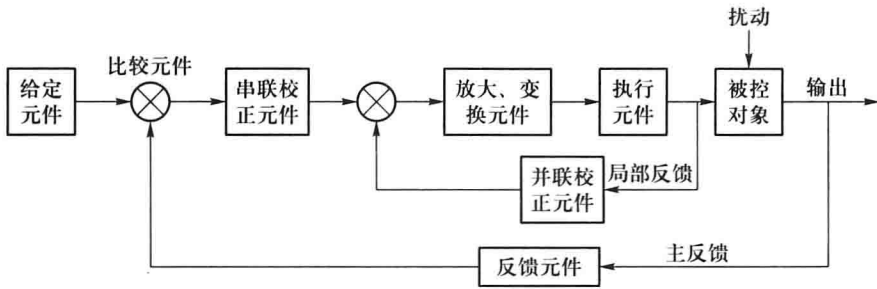 扰动
比较元件
给定
元件
串联校
正元件
放大、变
换元件
执行
元件
被控
对象
输出
并联校
正元件
局部反馈
反馈元件
主反馈